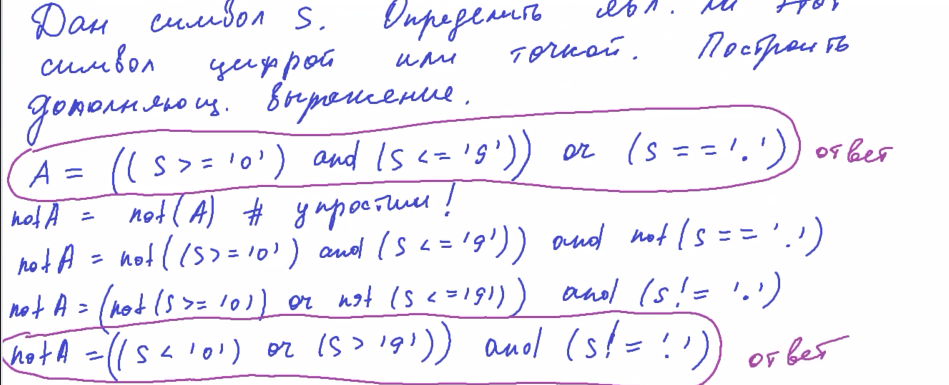 Дан символ S. Определить явл. ли этот
символ цифрой или точкой. Построить
дополняющ. выражение.
A = ((S >= '0') and (S <= '9')) or (S == '.') ответ
notA = not(A) # упростим!
notA = not((S >= '0') and (S <= '9')) and not(S == '.')
notA = (not(S >= '0') or not (S <= '9')) and (S != '.')
notA = ((S < '0') or (S > '9')) and (S != '.') ответ